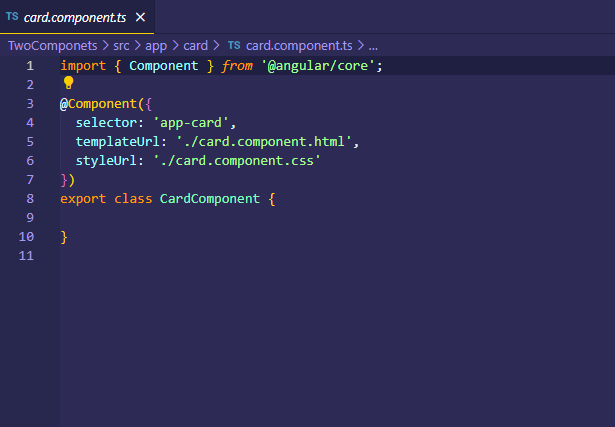 TS card.component.ts ×
TwoComponets > src > app > card > TS card.component.ts > ...
1 import { Component } from '@angular/core';
2
3 @Component({
4   selector: 'app-card',
5   templateUrl: './card.component.html',
6   styleUrl: './card.component.css'
7 })
8 export class CardComponent {
9
10 }
11